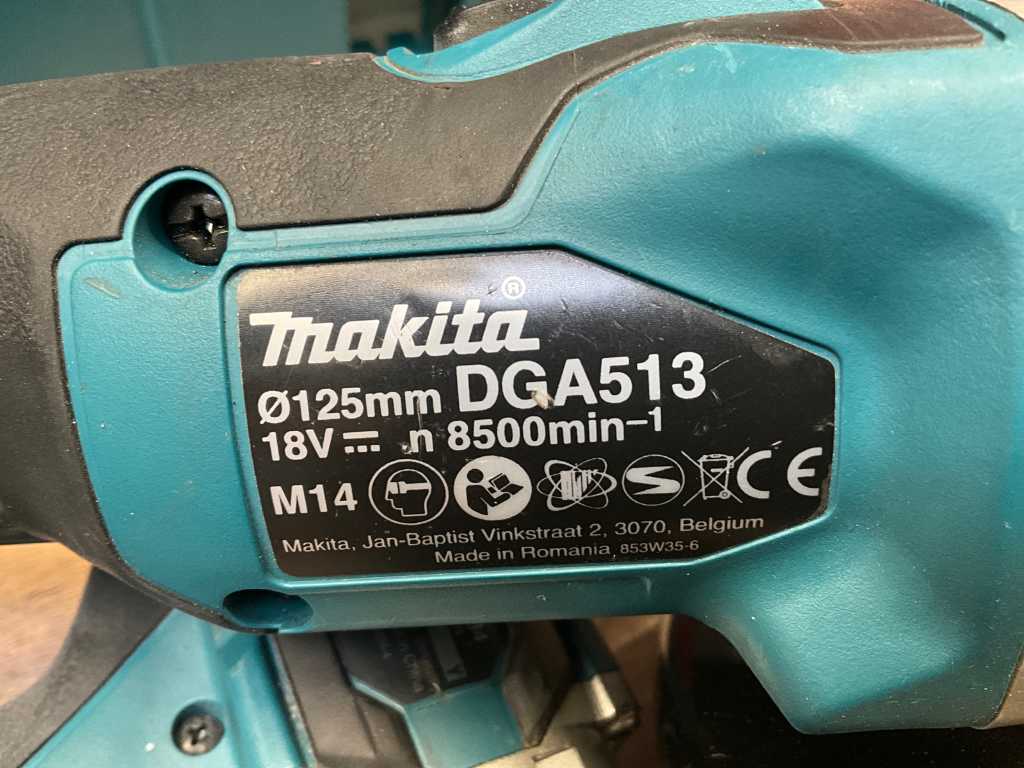 makita®
Ø125mm DGA513
18V n 8500min-1
M14 CE
Makita, Jan-Baptist Vinkstraat 2, 3070, Belgium
Made in Romania 853W35-6